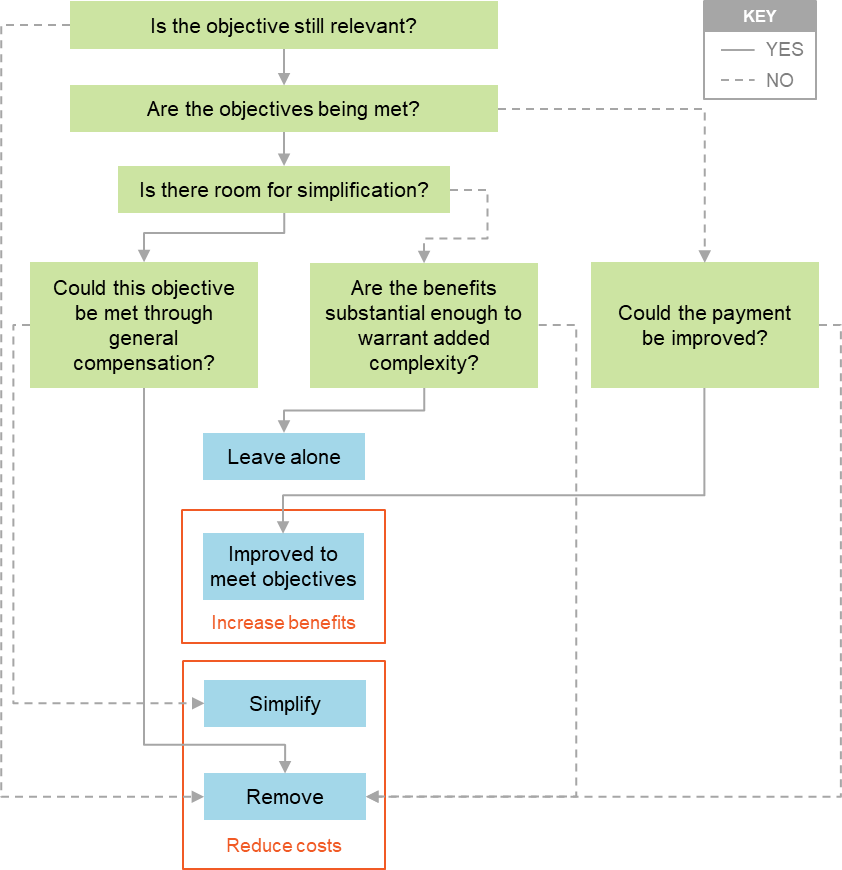 Is the objective still relevant?
KEY
YES
NO
Are the objectives being met?
Is there room for simplification?
Could this objective
be met through
general
compensation?
Are the benefits
substantial enough to
warrant added
complexity?
Could the payment
be improved?
Leave alone
Improved to
meet objectives
Increase benefits
Simplify
Remove
Reduce costs